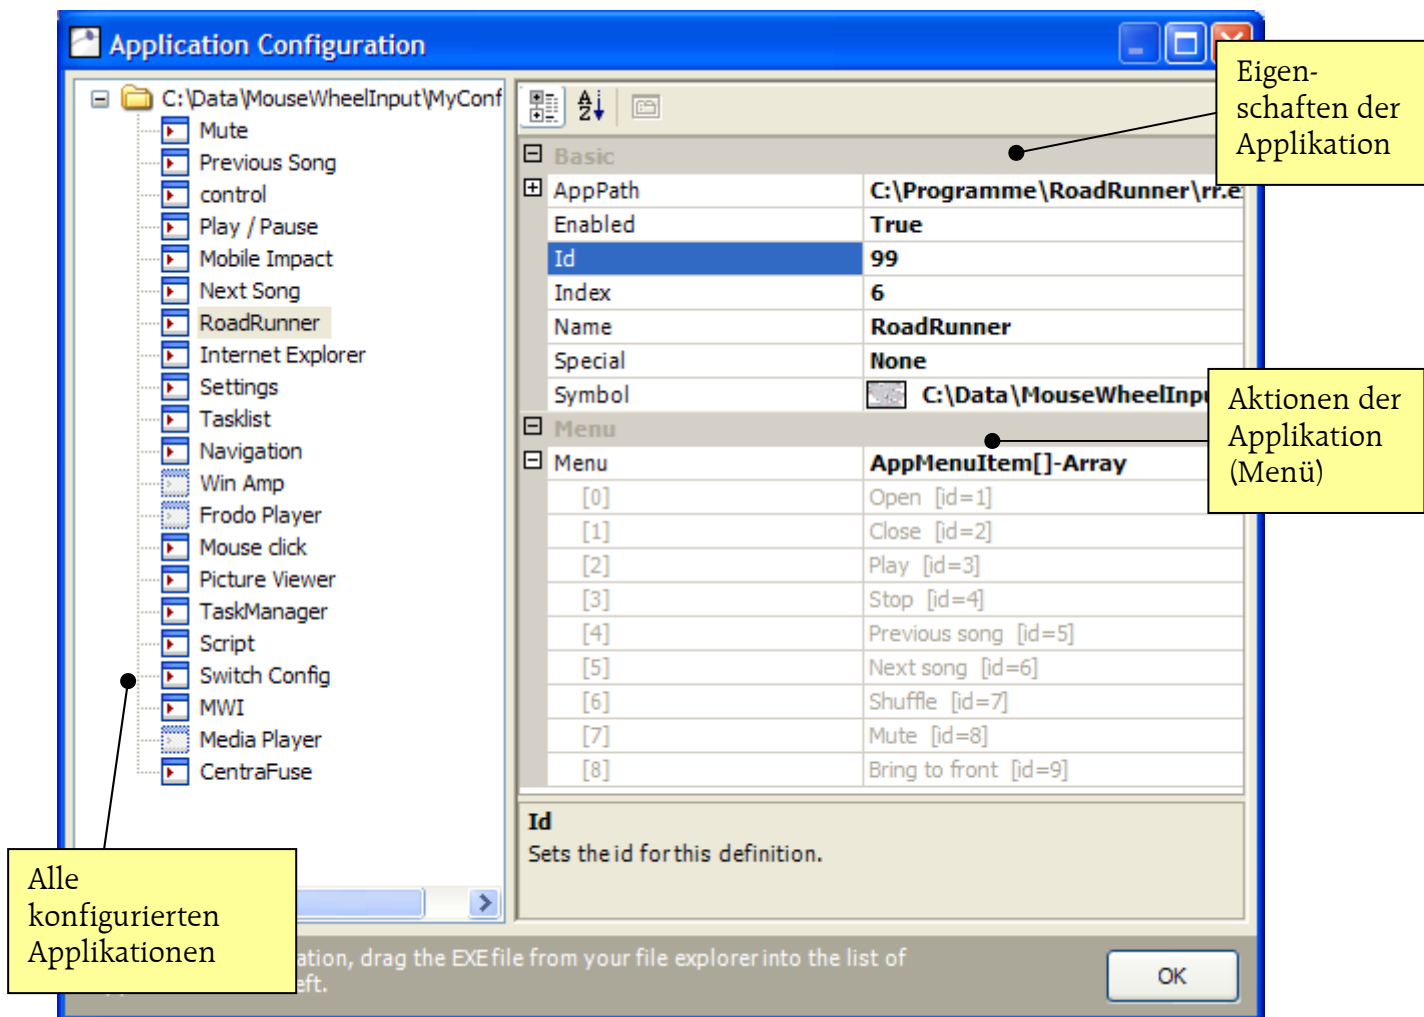 Application Configuration
C:\Data\MouseWheelInput\MyConf
Mute
Previous Song
control
Play / Pause
Mobile Impact
Next Song
RoadRunner
Internet Explorer
Settings
Tasklist
Navigation
Win Amp
Frodo Player
Mouse click
Picture Viewer
TaskManager
Script
Switch Config
MWI
Media Player
CentraFuse
Basic
AppPath C:\Programme\RoadRunner\rr.e
Enabled True
Id 99
Index 6
Name RoadRunner
Special None
Symbol C:\Data\MouseWheelInp
Menu
Menu AppMenuItem[]-Array
[0] Open [id=1]
[1] Close [id=2]
[2] Play [id=3]
[3] Stop [id=4]
[4] Previous song [id=5]
[5] Next song [id=6]
[6] Shuffle [id=7]
[7] Mute [id=8]
[8] Bring to front [id=9]
Id
Sets the id for this definition.
ation, drag the EXE file from your file explorer into the list of
eft.
OK
Eigen-
schaften der
Applikation
Aktionen der
Applikation
(Menü)
Alle
konfigurierten
Applikationen